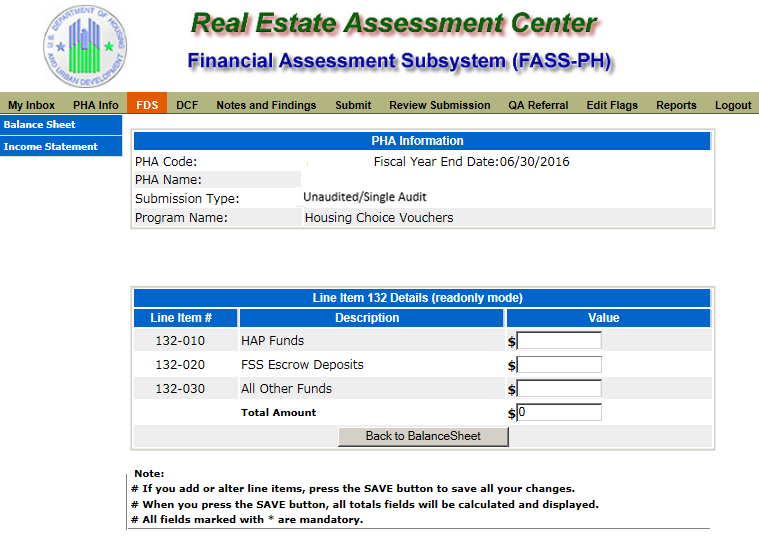 U.S. DEPARTMENT OF HOUSING AND URBAN DEVELOPMENT
Real Estate Assessment Center
Financial Assessment Subsystem (FASS-PH)
My Inbox PHA Info FDS DCF Notes and Findings Submit Review Submission QA Referral Edit Flags Reports Logout
Balance Sheet
Income Statement
PHA Information
PHA Code: Fiscal Year End Date:06/30/2016
PHA Name:
Submission Type: Unaudited/Single Audit
Program Name: Housing Choice Vouchers
Line Item 132 Details (readonly mode)
Line Item # Description Value
132-010 HAP Funds $
132-020 FSS Escrow Deposits $
132-030 All Other Funds $
Total Amount $0
Back to BalanceSheet
Note:
# If you add or alter line items, press the SAVE button to save all your changes.
# When you press the SAVE button, all totals fields will be calculated and displayed.
# All fields marked with * are mandatory.